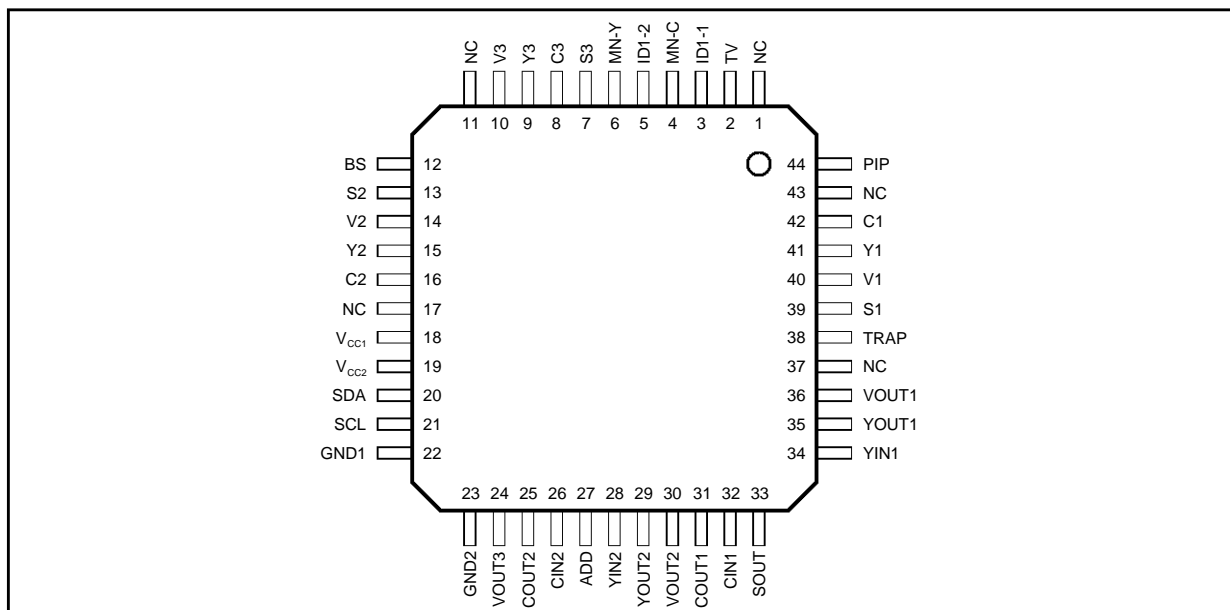 NC V3 Y3 C3 S3 MN-Y ID1-2 MN-C ID1-1 TV NC
11 10 9 8 7 6 5 4 3 2 1
BS 12 44 PIP
S2 13 43 NC
V2 14 42 C1
Y2 15 41 Y1
C2 16 40 V1
NC 17 39 S1
VCC1 18 38 TRAP
VCC2 19 37 NC
SDA 20 36 VOUT1
SCL 21 35 YOUT1
GND1 22 34 YIN1
23 24 25 26 27 28 29 30 31 32 33
GND2 VOUT3 COUT2 CIN2 ADD YIN2 YOUT2 VOUT2 COUT1 CIN1 SOUT